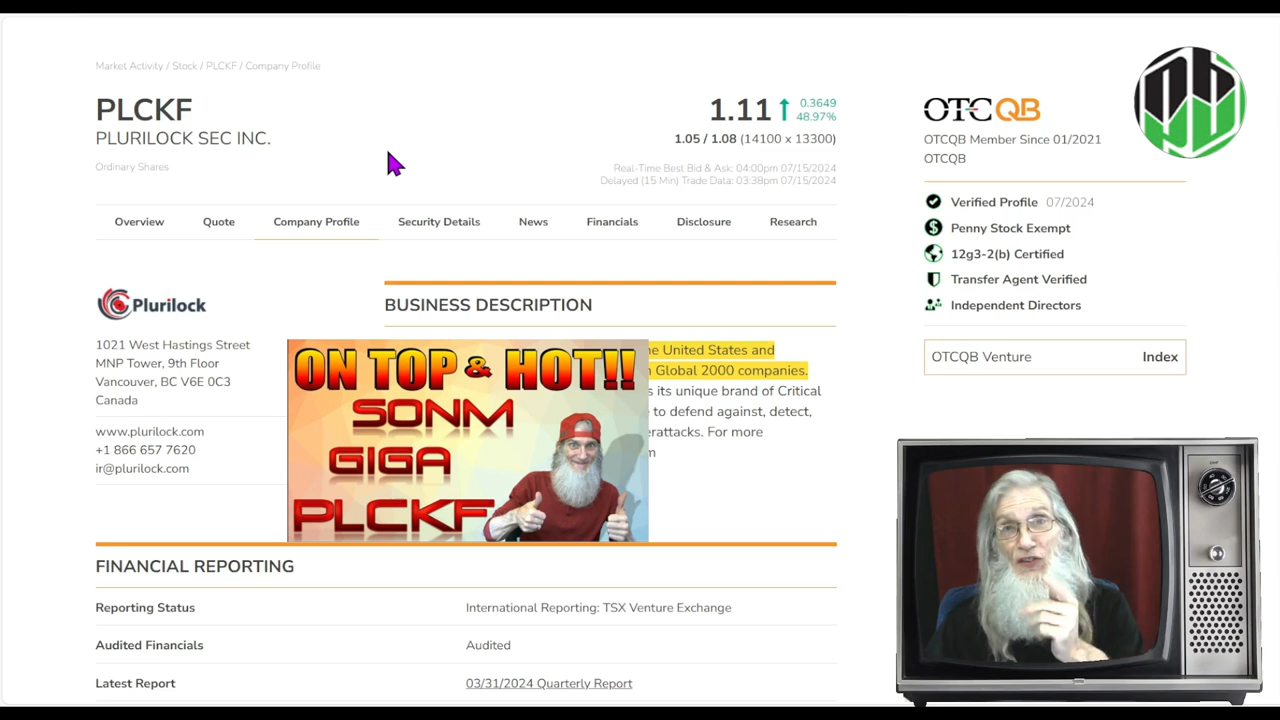 Market Activity / Stock / PLCKF / Company Profile
PLCKF
PLURILOCK SEC INC.
Ordinary Shares
1.11
0.3649
48.97%
1.05 / 1.08 (14100 x 13300)
Real-Time Best Bid & Ask: 04:00pm 07/15/2024
Delayed (15 Min) Trade Data: 03:38pm 07/15/2024
OTCQB
OTCQB Member Since 01/2021
OTCQB
Verified Profile 07/2024
Penny Stock Exempt
12g3-2(b) Certified
Transfer Agent Verified
Independent Directors
OTCQB Venture Index
Overview Quote Company Profile Security Details News Financials Disclosure Research
Plurilock
1021 West Hastings Street
MNP Tower, 9th Floor
Vancouver, BC V6E 0C3
Canada
www.plurilock.com
+1 866 657 7620
ir@plurilock.com
BUSINESS DESCRIPTION
United States and
Global 2000 companies.
its unique brand of Critical
to defend against, detect,
For more
ON TOP & HOT!!
SONM
GIGA
PLCKF
FINANCIAL REPORTING
Reporting Status International Reporting: TSX Venture Exchange
Audited Financials Audited
Latest Report 03/31/2024 Quarterly Report